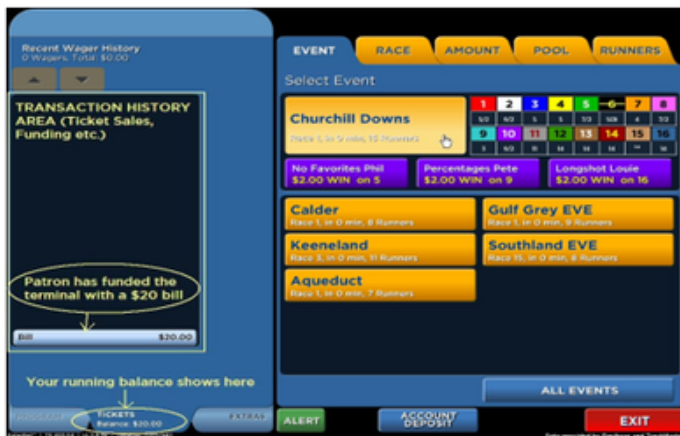 Recent Wager History
0 Wagers. Total: $0.00
TRANSACTION HISTORY
AREA (Ticket Sales,
Funding etc.)
Patron has funded the
terminal with a $20 bill
Bill $20.00
Your running balance shows here
TICKETS
Balance: $20.00
EXTRAS
EVENT RACE AMOUNT POOL RUNNERS
Select Event
Churchill Downs
Race 1, in 0 min, 15 Runners
1 2 3 4 5 6 7 8
9 10 11 12 13 14 15 16
No Favorites Phil
$2.00 WIN on 5
Percentages Pete
$2.00 WIN on 9
Longshot Louie
$2.00 WIN on 16
Calder
Race 1, in 0 min, 8 Runners
Gulf Grey EVE
Race 1, in 0 min, 9 Runners
Keeneland
Race 3, in 0 min, 11 Runners
Southland EVE
Race 15, in 0 min, 8 Runners
Aqueduct
Race 1, in 0 min, 7 Runners
ALL EVENTS
ALERT
ACCOUNT
DEPOSIT
EXIT